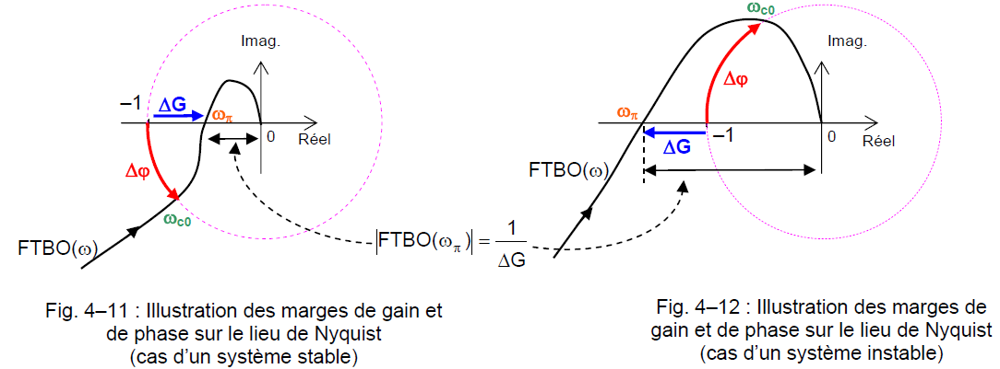 Imag.
–1
ΔG
ωπ
0
Réel
Δφ
ωc0
FTBO(ω)
|FTBO(ωπ)| = 1/ΔG
Fig. 4–11 : Illustration des marges de gain et
de phase sur le lieu de Nyquist
(cas d’un système stable)
ωc0
Imag.
Δφ
ωπ
–1
0
Réel
ΔG
FTBO(ω)
Fig. 4–12 : Illustration des marges de
gain et de phase sur le lieu de Nyquist
(cas d’un système instable)